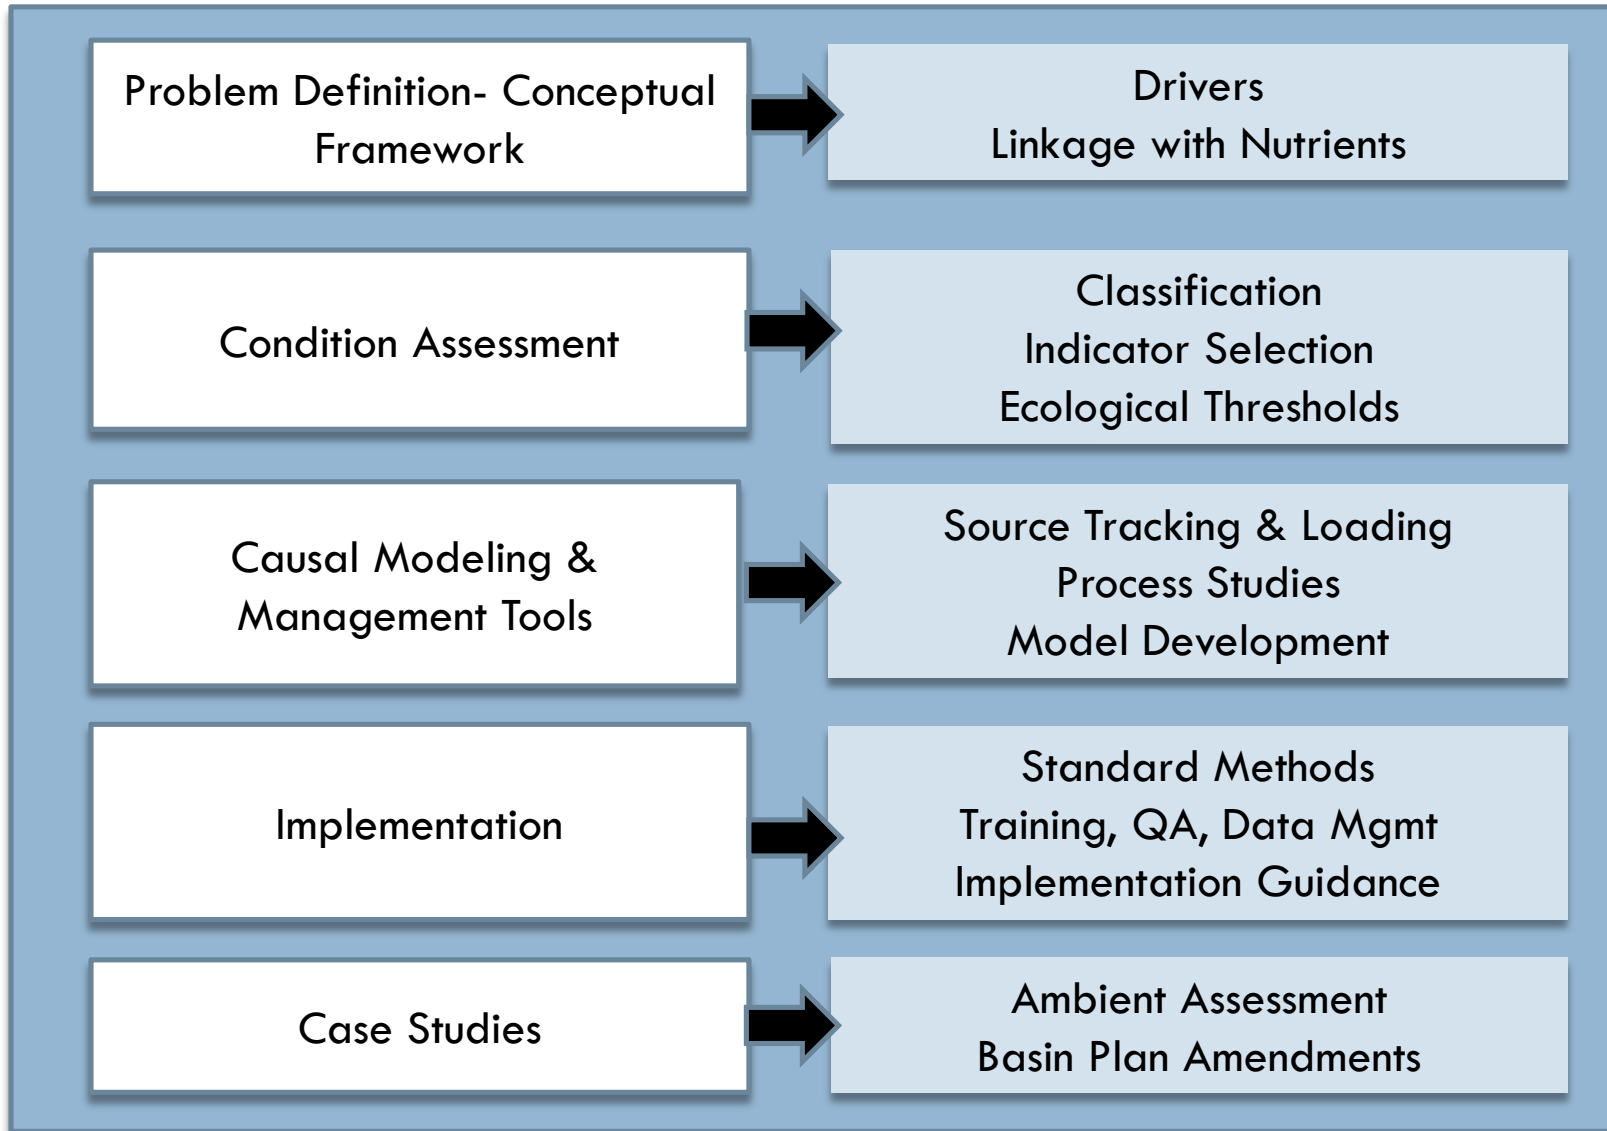 Problem Definition- Conceptual
Framework
Drivers
Linkage with Nutrients
Condition Assessment
Classification
Indicator Selection
Ecological Thresholds
Causal Modeling &
Management Tools
Source Tracking & Loading
Process Studies
Model Development
Implementation
Standard Methods
Training, QA, Data Mgmt
Implementation Guidance
Case Studies
Ambient Assessment
Basin Plan Amendments